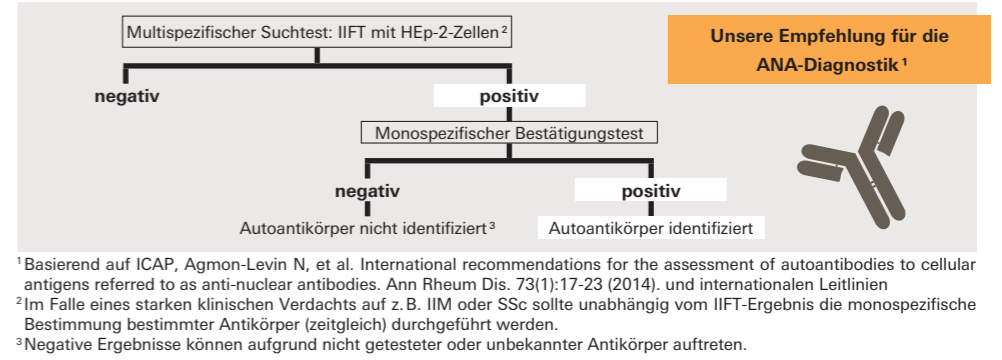 Multispezifischer Suchtest: IIFT mit HEp-2-Zellen²
Unsere Empfehlung für die
ANA-Diagnostik¹
negativ
positiv
Monospezifischer Bestätigungstest
negativ
positiv
Autoantikörper nicht identifiziert³
Autoantikörper identifiziert
¹Basierend auf ICAP, Agmon-Levin N, et al. International recommendations for the assessment of autoantibodies to cellular
antigens referred to as anti-nuclear antibodies. Ann Rheum Dis. 73(1):17-23 (2014). und internationalen Leitlinien
²Im Falle eines starken klinischen Verdachts auf z. B. IIM oder SSc sollte unabhängig vom IIFT-Ergebnis die monospezifische
Bestimmung bestimmter Antikörper (zeitgleich) durchgeführt werden.
³Negative Ergebnisse können aufgrund nicht getesteter oder unbekannter Antikörper auftreten.